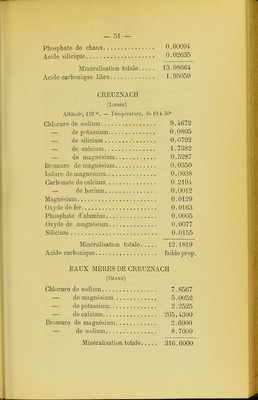 — 51 —
Phosphate de chaux.............. 0.00094
Acide silicique.................... 0.02635
Minéralisation totale..... 13.98664
Acide carbonique libre............. 1.95059
CREUZNACH
(Löwig)
Altitude, 112 m. — Température, de 10 à 30°
Chlorure de sodium................ 9.4672
— de potassium............. 0.0805
— de silicium.............. 0.0792
— de calcium............... 1.7382
— de magnésium............. 0.5287
Bromure de magnésium............. 0.0350
Iodure de magnésium............... 0.0038
Carbonate de calcium.............. 0.2194
— de barium............... 0.0012
Magnésium........................ 0.0129
Oxyde de fer...................... 0.0163
Phosphate d'alumine............... 0.0005
Oxyde de magnésium............... 0.0077
Silicium.......................... 0.0155
Minéralisation totale..... 12.1819
Acide carbonique.................. faible prop.
EAUX MÈRES DE CREUZNACH
(Ozann)
Chlorure de sodium................ 7.8567
— de magnésium............. 5.0052
— de potassium............. 2.2525
— de calcium............... 205,4300
Bromure de magnésium............. 2.6000
— de sodium................ 8.7000
Minéralisation totale..... 316.6000